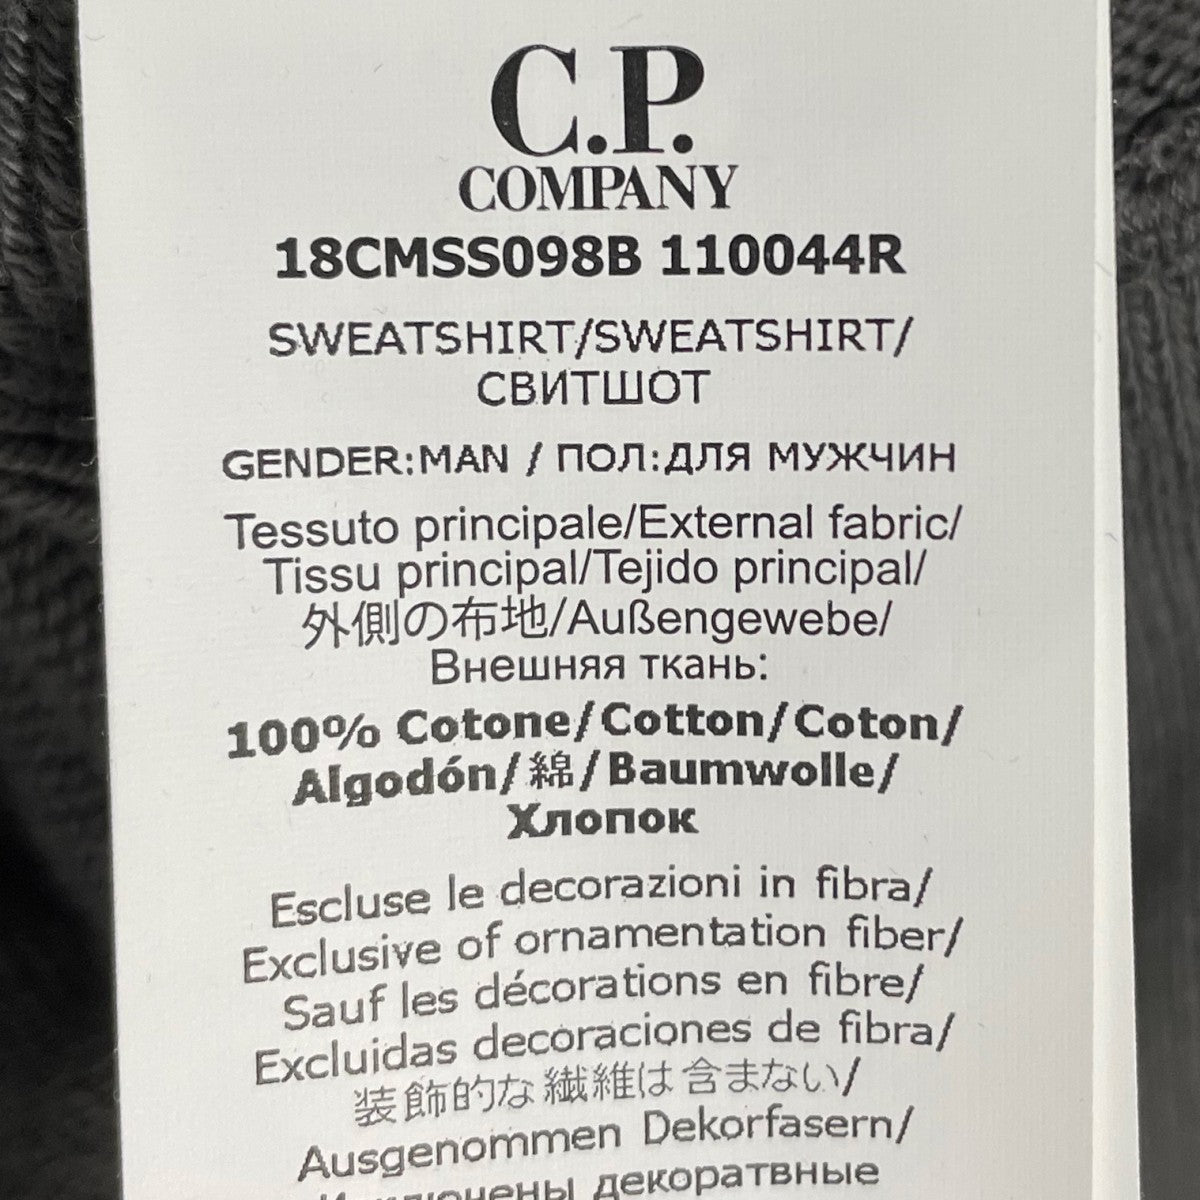 C.P.
COMPANY
18CMSS098B 110044R
SWEATSHIRT/SWEATSHIRT/
СВИТШОТ
GENDER:MAN / ПОЛ:ДЛЯ МУЖЧИН
Tessuto principale/External fabric/
Tissu principal/Tejido principal/
外側の布地/Außengewebe/
Внешняя ткань:
100% Cotone/Cotton/Coton/
Algodón/綿/Baumwolle/
Хлопок
Escluse le decorazioni in fibra/
Exclusive of ornamentation fiber/
Sauf les décorations en fibre/
Excluidas decoraciones de fibra/
装飾的な繊維は含まない/
Ausgenommen Dekorfasern/
декоратвные